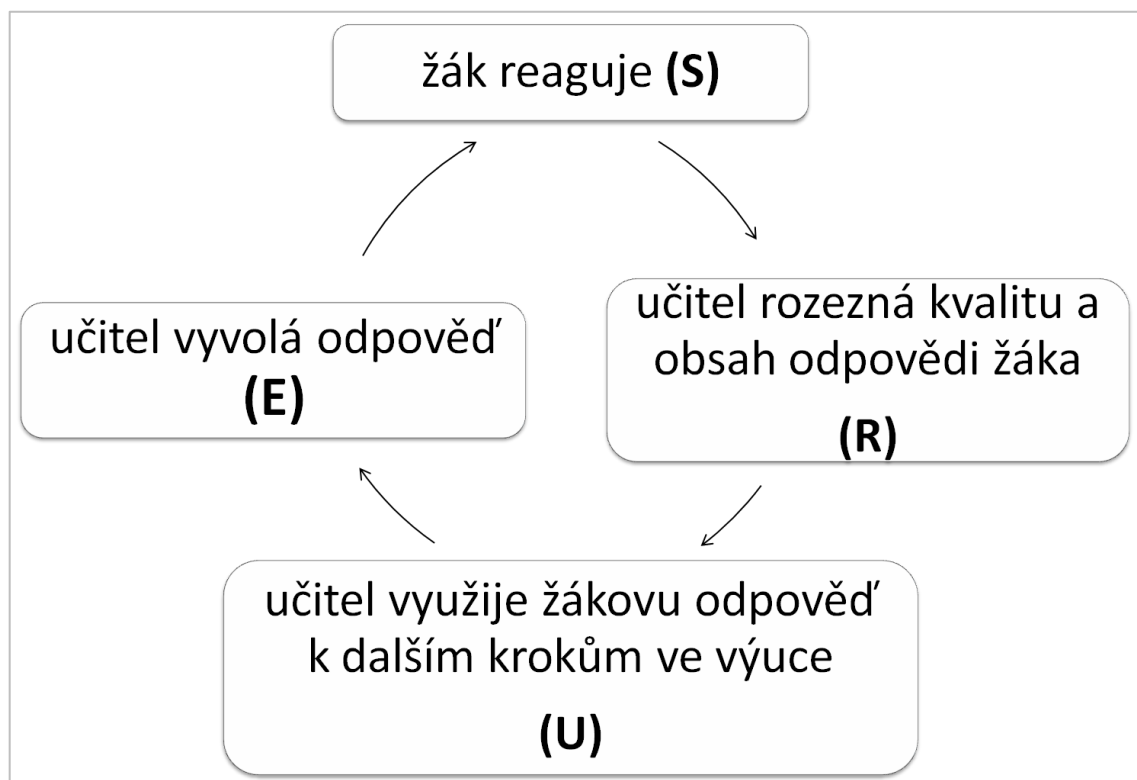 žák reaguje (S)
učitel vyvolá odpověď
(E)
učitel rozezná kvalitu a
obsah odpovědi žáka
(R)
učitel využije žákovu odpověď
k dalším krokům ve výuce
(U)